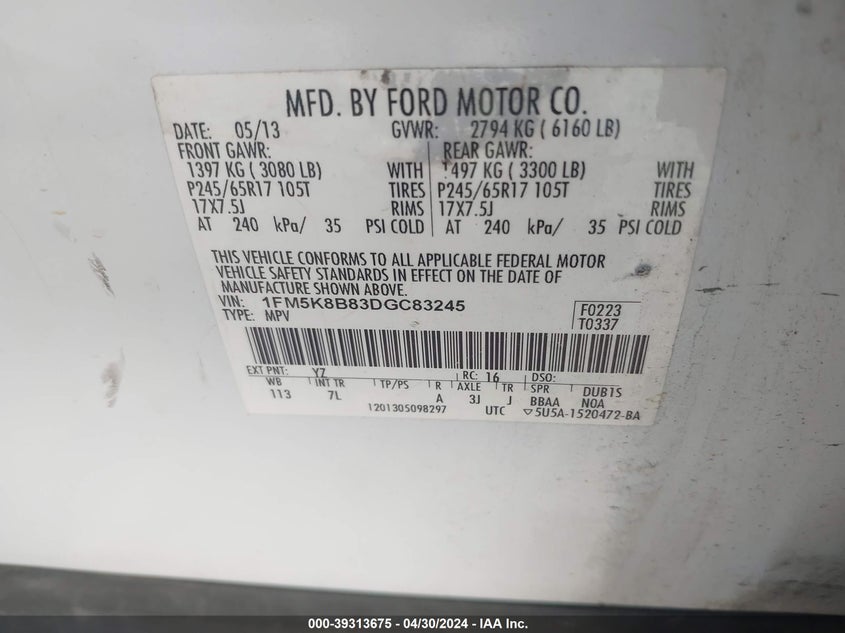 MFD. BY FORD MOTOR CO.
DATE: 05/13 GVWR: 2794 KG ( 6160 LB)
FRONT GAWR: REAR GAWR:
1397 KG ( 3080 LB) WITH 1497 KG ( 3300 LB) WITH
P245/65R17 105T TIRES P245/65R17 105T TIRES
17X7.5J RIMS 17X7.5J RIMS
AT 240 kPa/ 35 PSI COLD AT 240 kPa/ 35 PSI COLD
THIS VEHICLE CONFORMS TO ALL APPLICABLE FEDERAL MOTOR
VEHICLE SAFETY STANDARDS IN EFFECT ON THE DATE OF
MANUFACTURE SHOWN ABOVE.
VIN: 1FM5K8B83DGC83245 F0223
TYPE: MPV T0337
EXT PNT: YZ RC: 16 DSO:
WB INT TR TP/PS R AXLE TR SPR DUB1S
113 7L A 3J J BBAA N0A
1201305098297 UTC ▽5U5A-1520472-BA
000-39313675 / 04/30/2024 - IAA Inc.